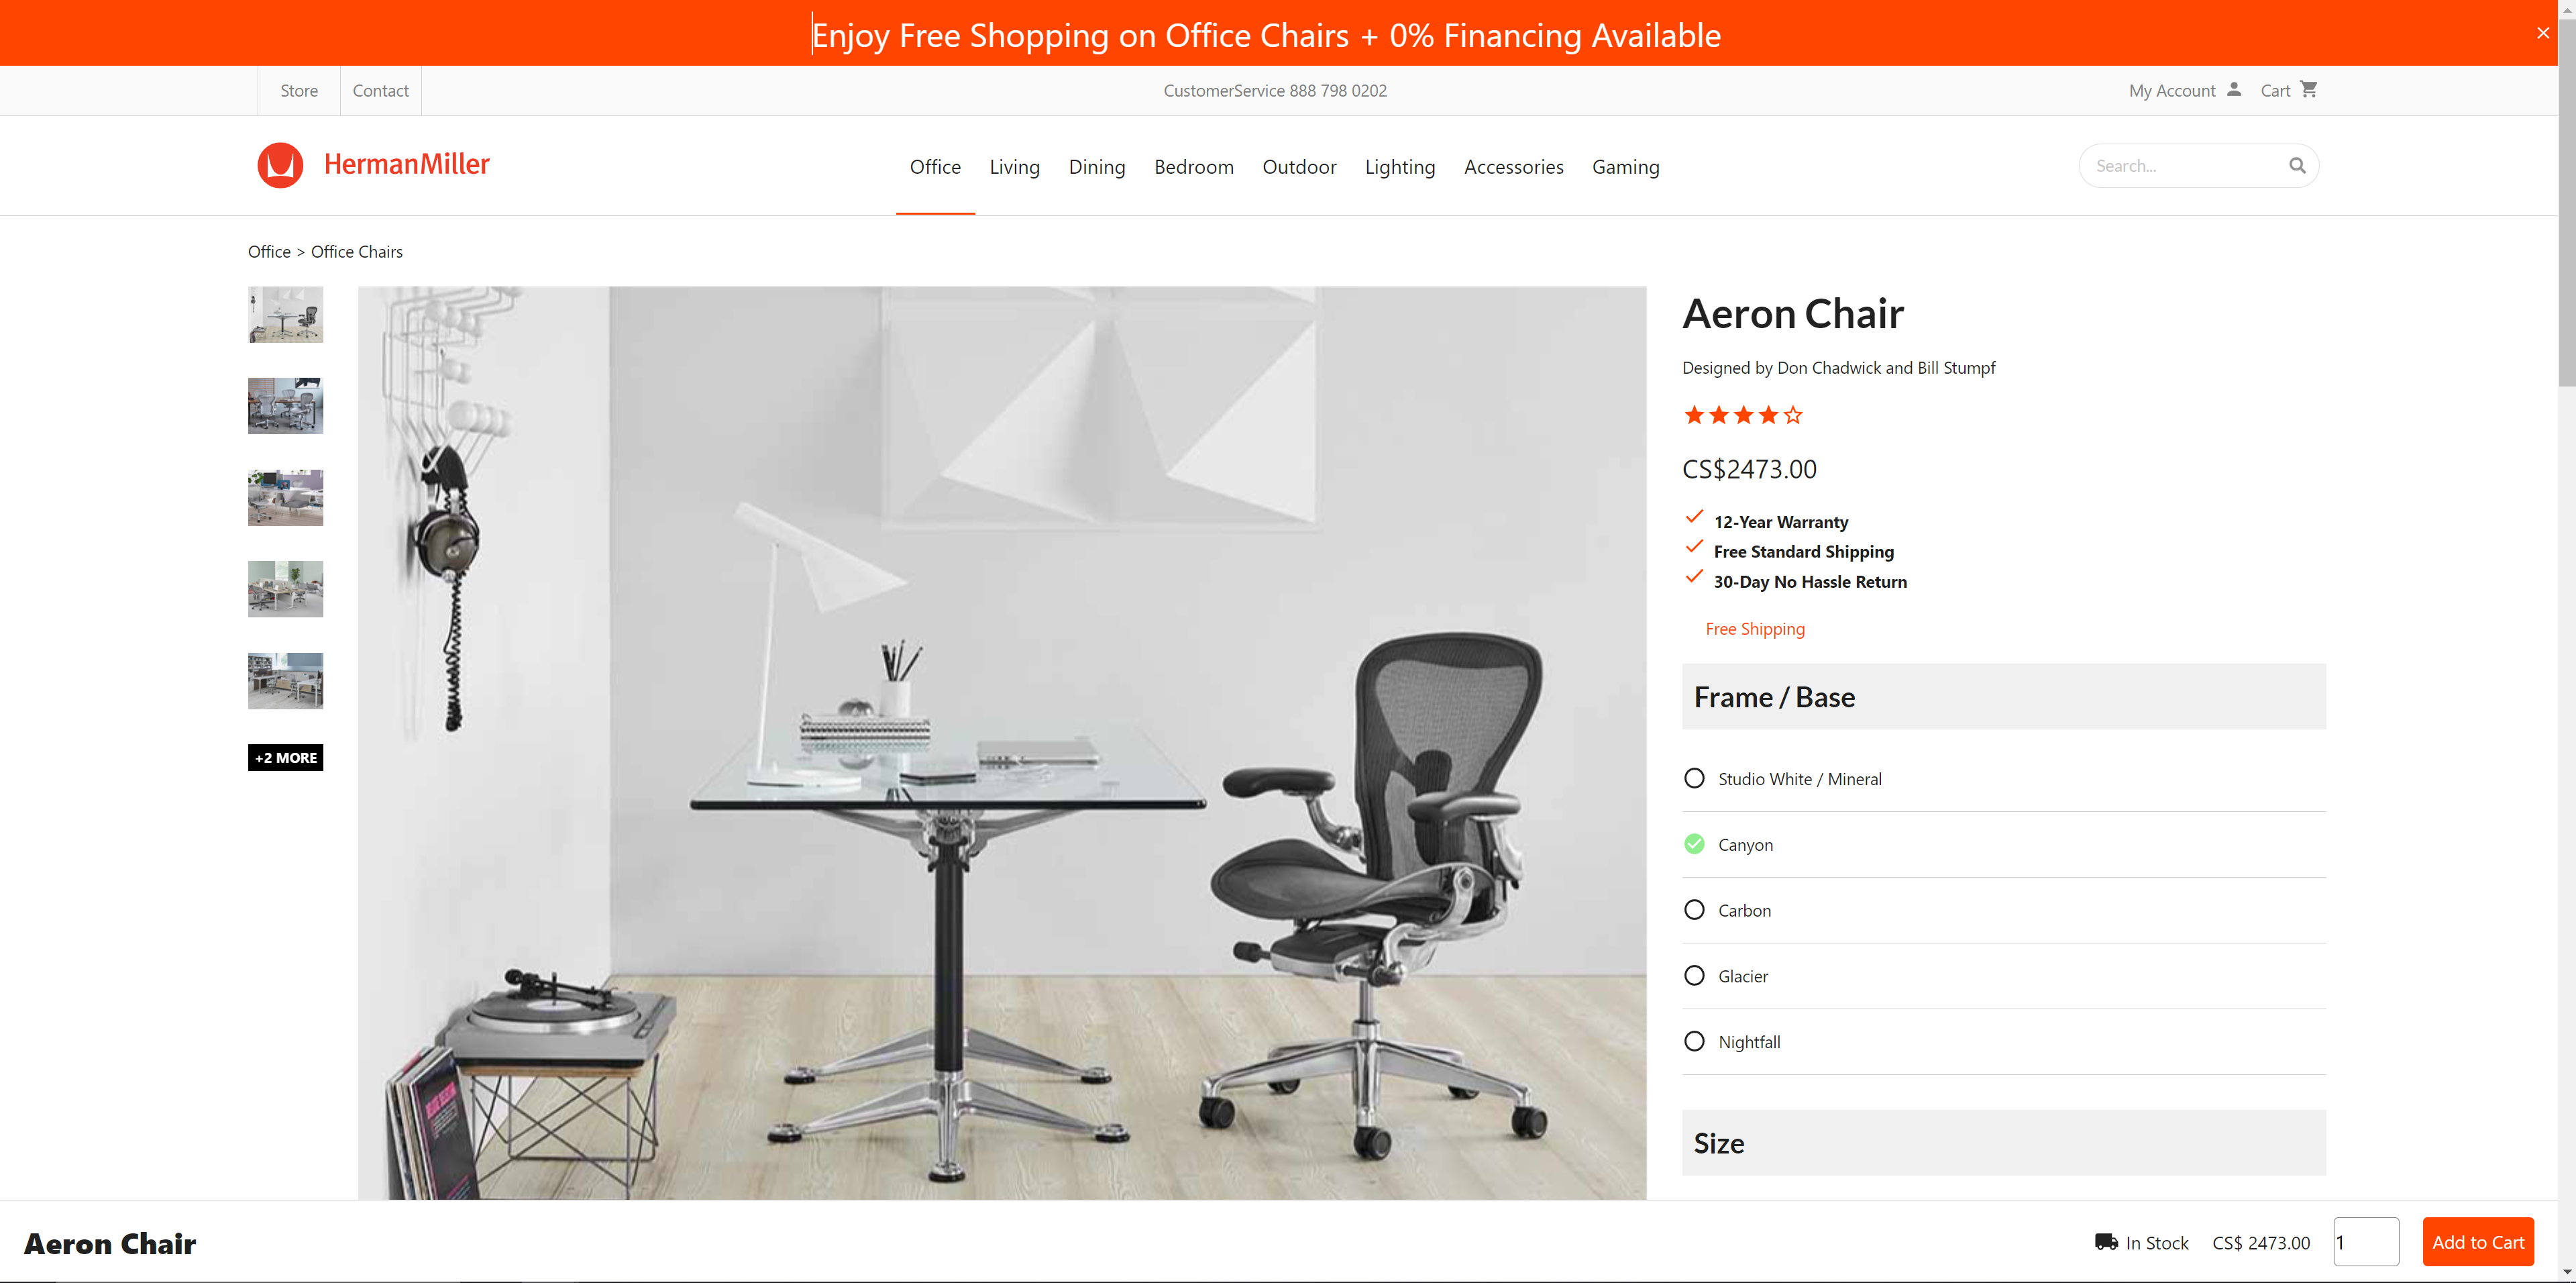 Enjoy Free Shopping on Office Chairs + 0% Financing Available
Store Contact CustomerService 888 798 0202 My Account Cart
HermanMiller Office Living Dining Bedroom Outdoor Lighting Accessories Gaming Search...
Office > Office Chairs
Aeron Chair
Designed by Don Chadwick and Bill Stumpf
CS$2473.00
12-Year Warranty
Free Standard Shipping
30-Day No Hassle Return
Free Shipping
Frame / Base
+2 MORE
Studio White / Mineral
Canyon
Carbon
Glacier
Nightfall
Size
Aeron Chair In Stock CS$ 2473.00 1 Add to Cart